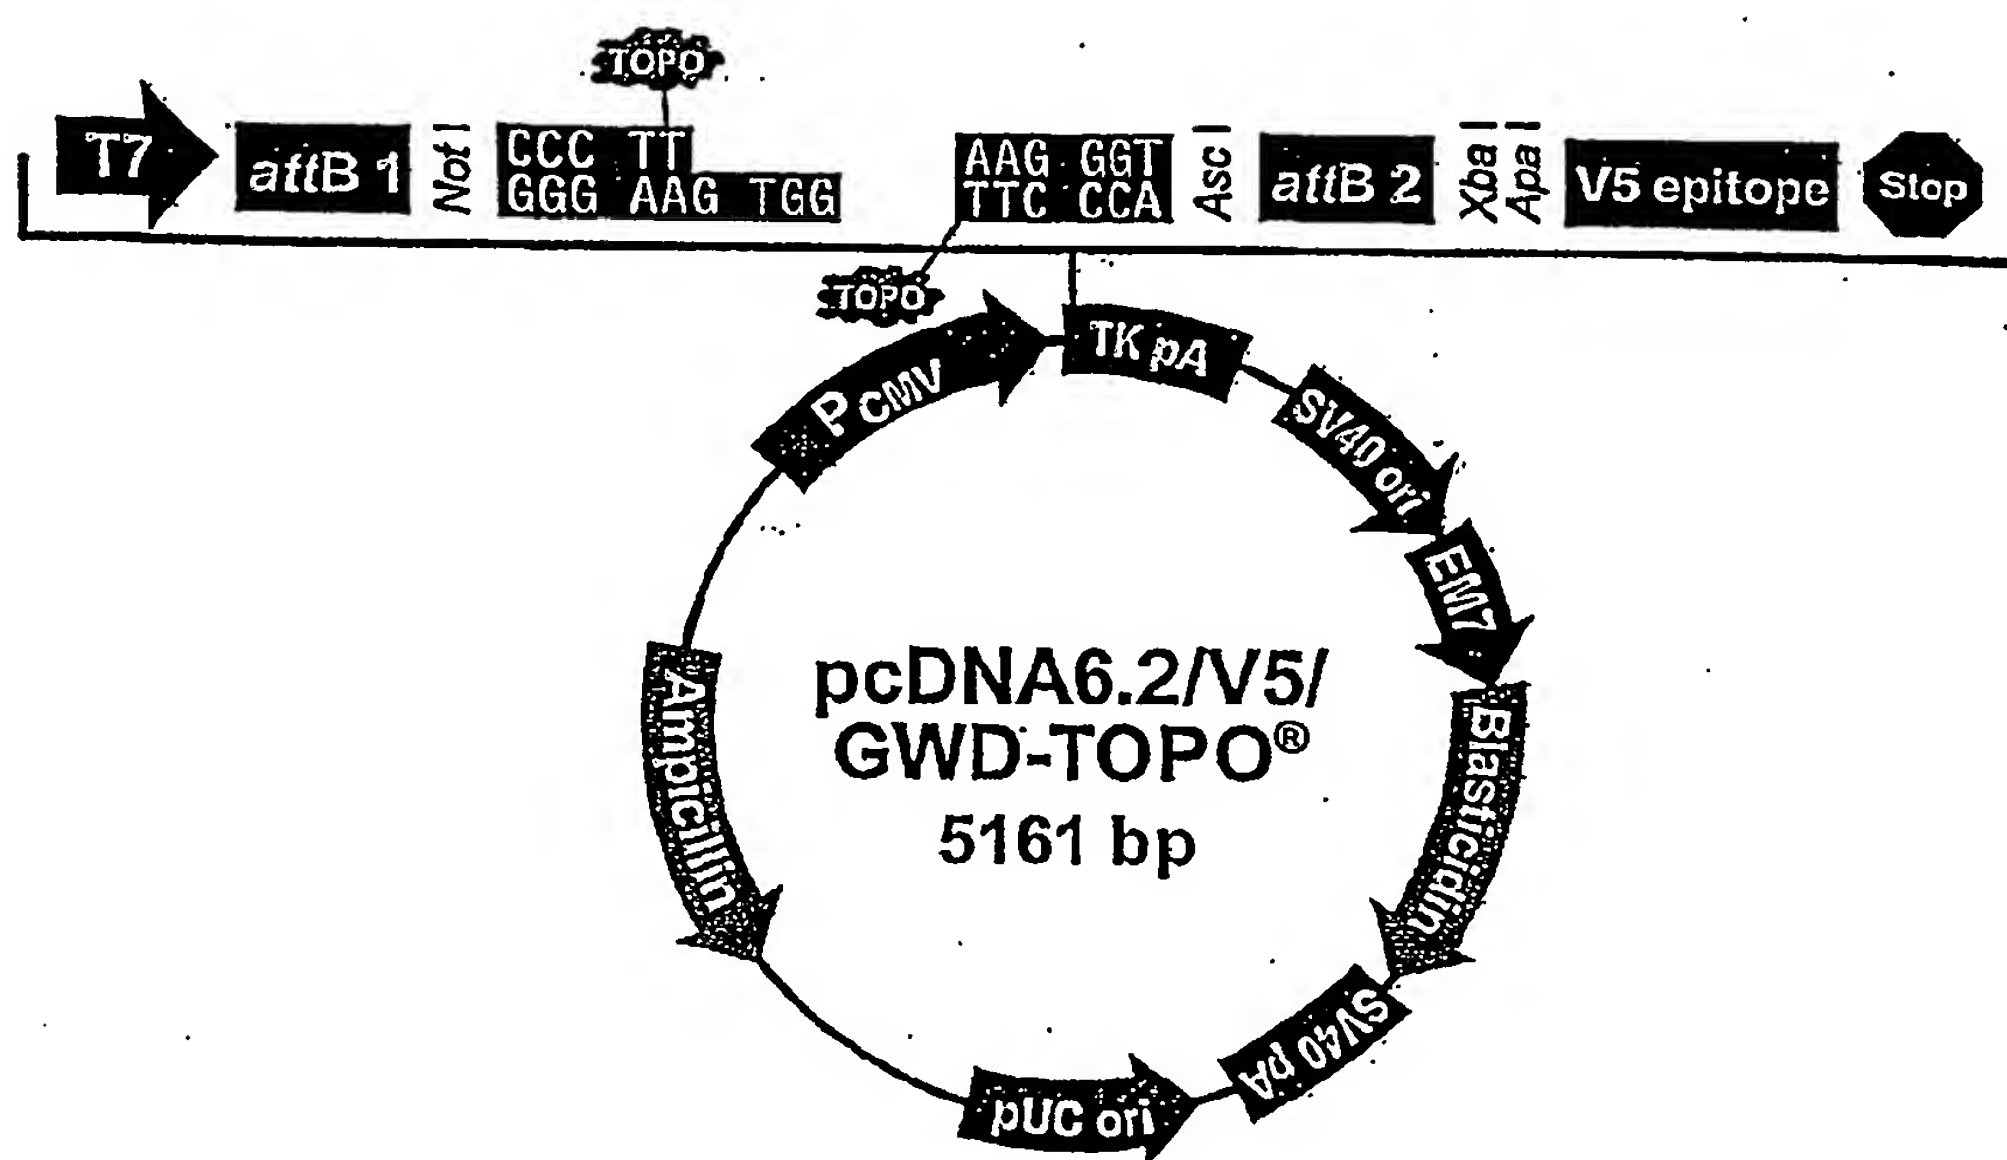 TOPO
T7
attB 1
Not I
CCC TT
GGG AAG TGG
AAG GGT
TTC CCA
Asc I
attB 2
Xba I
Apa I
V5 epitope
Stop
TOPO
PCMV
TK pA
SV40 ori
EM7
Blasticidin
SV40 pA
pUC ori
Ampicillin
pcDNA6.2/V5/
GWD-TOPO®
5161 bp